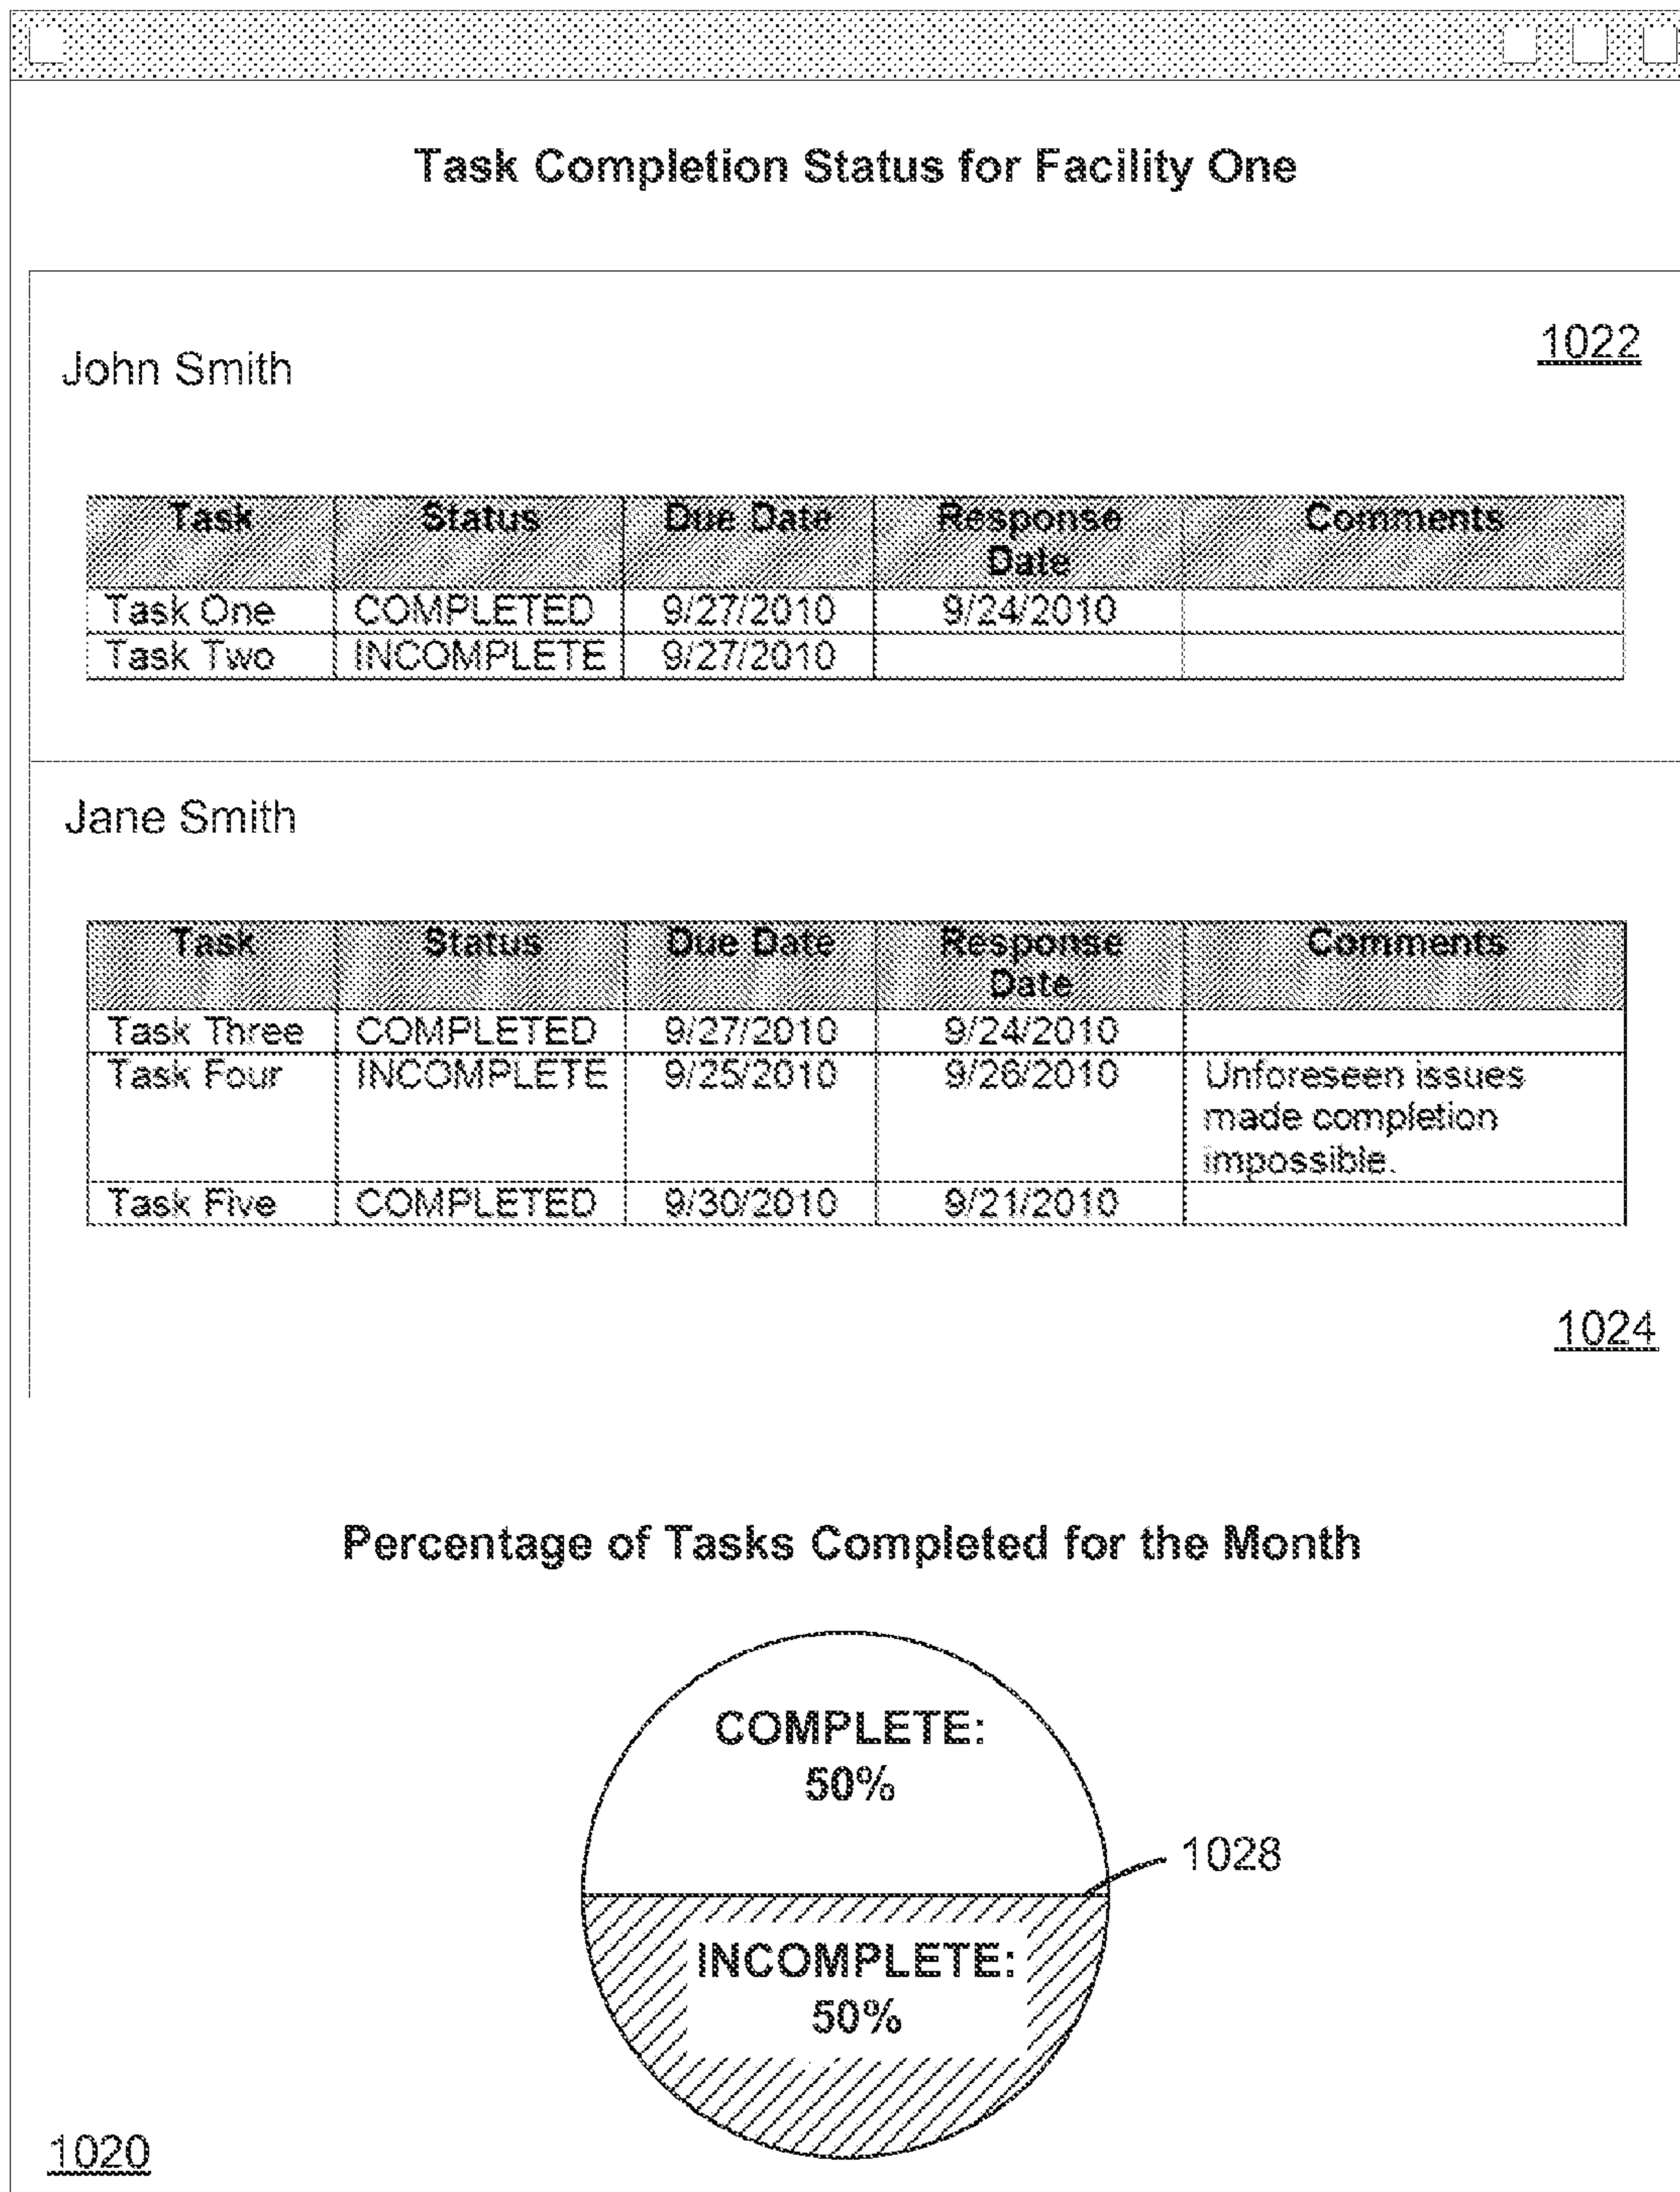 Task Completion Status for Facility One
1022
John Smith
Task Status Due Date Response Date Comments
Task One COMPLETED 9/27/2010 9/24/2010
Task Two INCOMPLETE 9/27/2010
Jane Smith
Task Status Due Date Response Date Comments
Task Three COMPLETED 9/27/2010 9/24/2010
Task Four INCOMPLETE 9/25/2010 Unforeseen issues
made completion
impossible.
Task Five COMPLETED 9/30/2010 9/21/2010
1024
Percentage of Tasks Completed for the Month
COMPLETE:
50%
1028
INCOMPLETE:
50%
1020